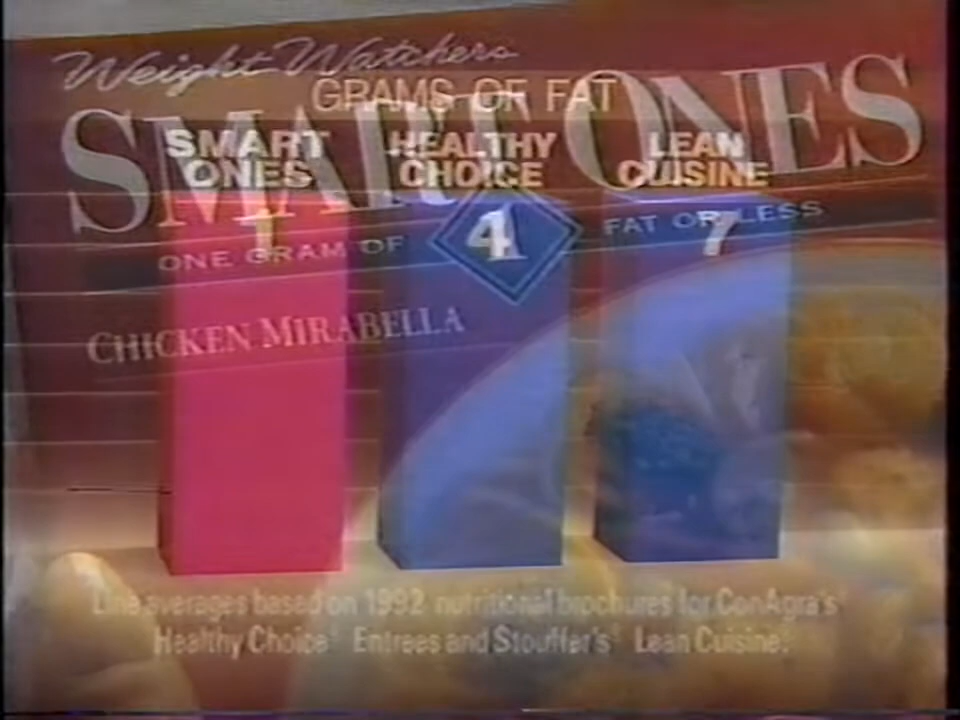 Weight Watchers
GRAMS OF FAT
SMART ONES
SMART ONES
HEALTHY CHOICE
LEAN CUISINE
1
4
7
ONE GRAM OF
1
FAT OR LESS
CHICKEN MIRABELLA
Line averages based on 1992 nutritional brochures for ConAgra's
Healthy Choice® Entrees and Stouffer's® Lean Cuisine.®